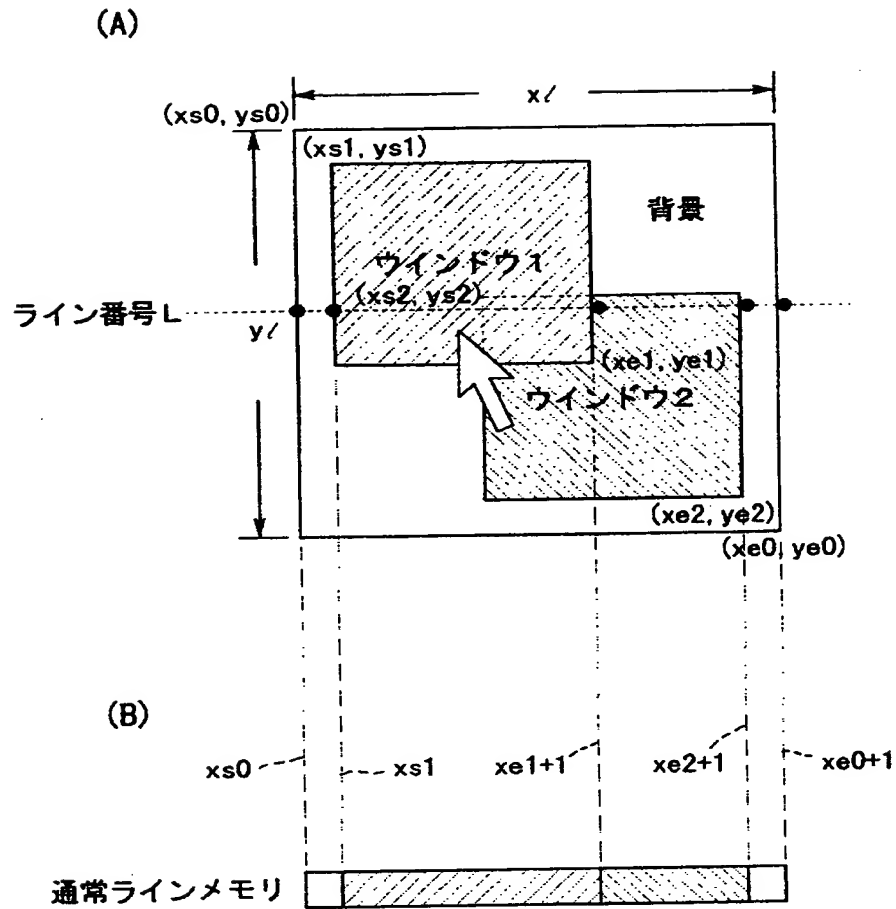 (A)
xℓ
(xs0, ys0)
(xs1, ys1)
背景
ウインドウ1
(xs2, ys2)
ライン番号L
yℓ
(xe1, ye1)
ウインドウ2
(xe2, ye2)
(xe0, ye0)
(B)
xs0
xs1
xe1+1
xe2+1
xe0+1
通常ラインメモリ